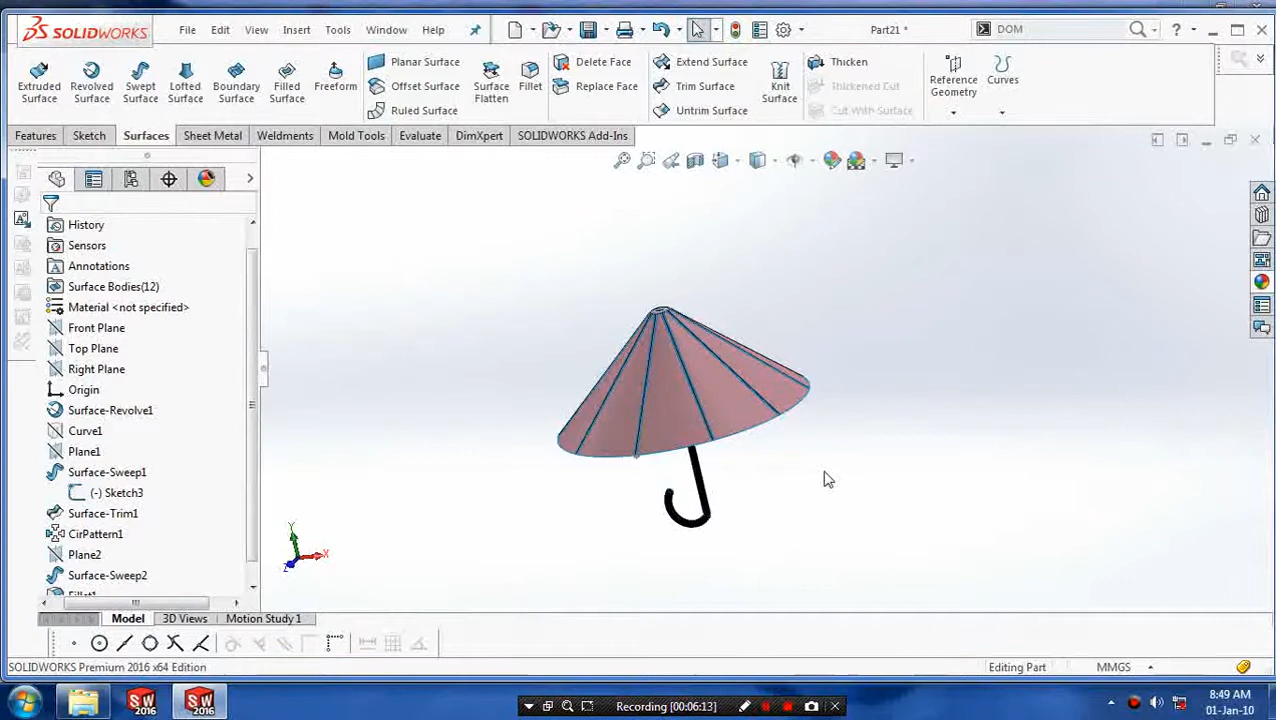 SOLIDWORKS File Edit View Insert Tools Window Help Part21 * DOM
Extruded Surface
Revolved Surface
Swept Surface
Lofted Surface
Boundary Surface
Filled Surface
Freeform
Planar Surface
Offset Surface
Ruled Surface
Surface Flatten
Fillet
Delete Face
Replace Face
Extend Surface
Trim Surface
Untrim Surface
Knit Surface
Thicken
Thickened Cut
Cut With Surface
Reference Geometry
Curves
Features Sketch Surfaces Sheet Metal Weldments Mold Tools Evaluate DimXpert SOLIDWORKS Add-Ins
History
Sensors
Annotations
Surface Bodies(12)
Material <not specified>
Front Plane
Top Plane
Right Plane
Origin
Surface-Revolve1
Curve1
Plane1
Surface-Sweep1
(-) Sketch3
Surface-Trim1
CirPattern1
Plane2
Surface-Sweep2
Fillet1
Y
X
Z
Model 3D Views Motion Study 1
SOLIDWORKS Premium 2016 x64 Edition Editing Part MMGS
SW 2016
SW 2016
Recording [00:06:13]
8:49 AM
01-Jan-10